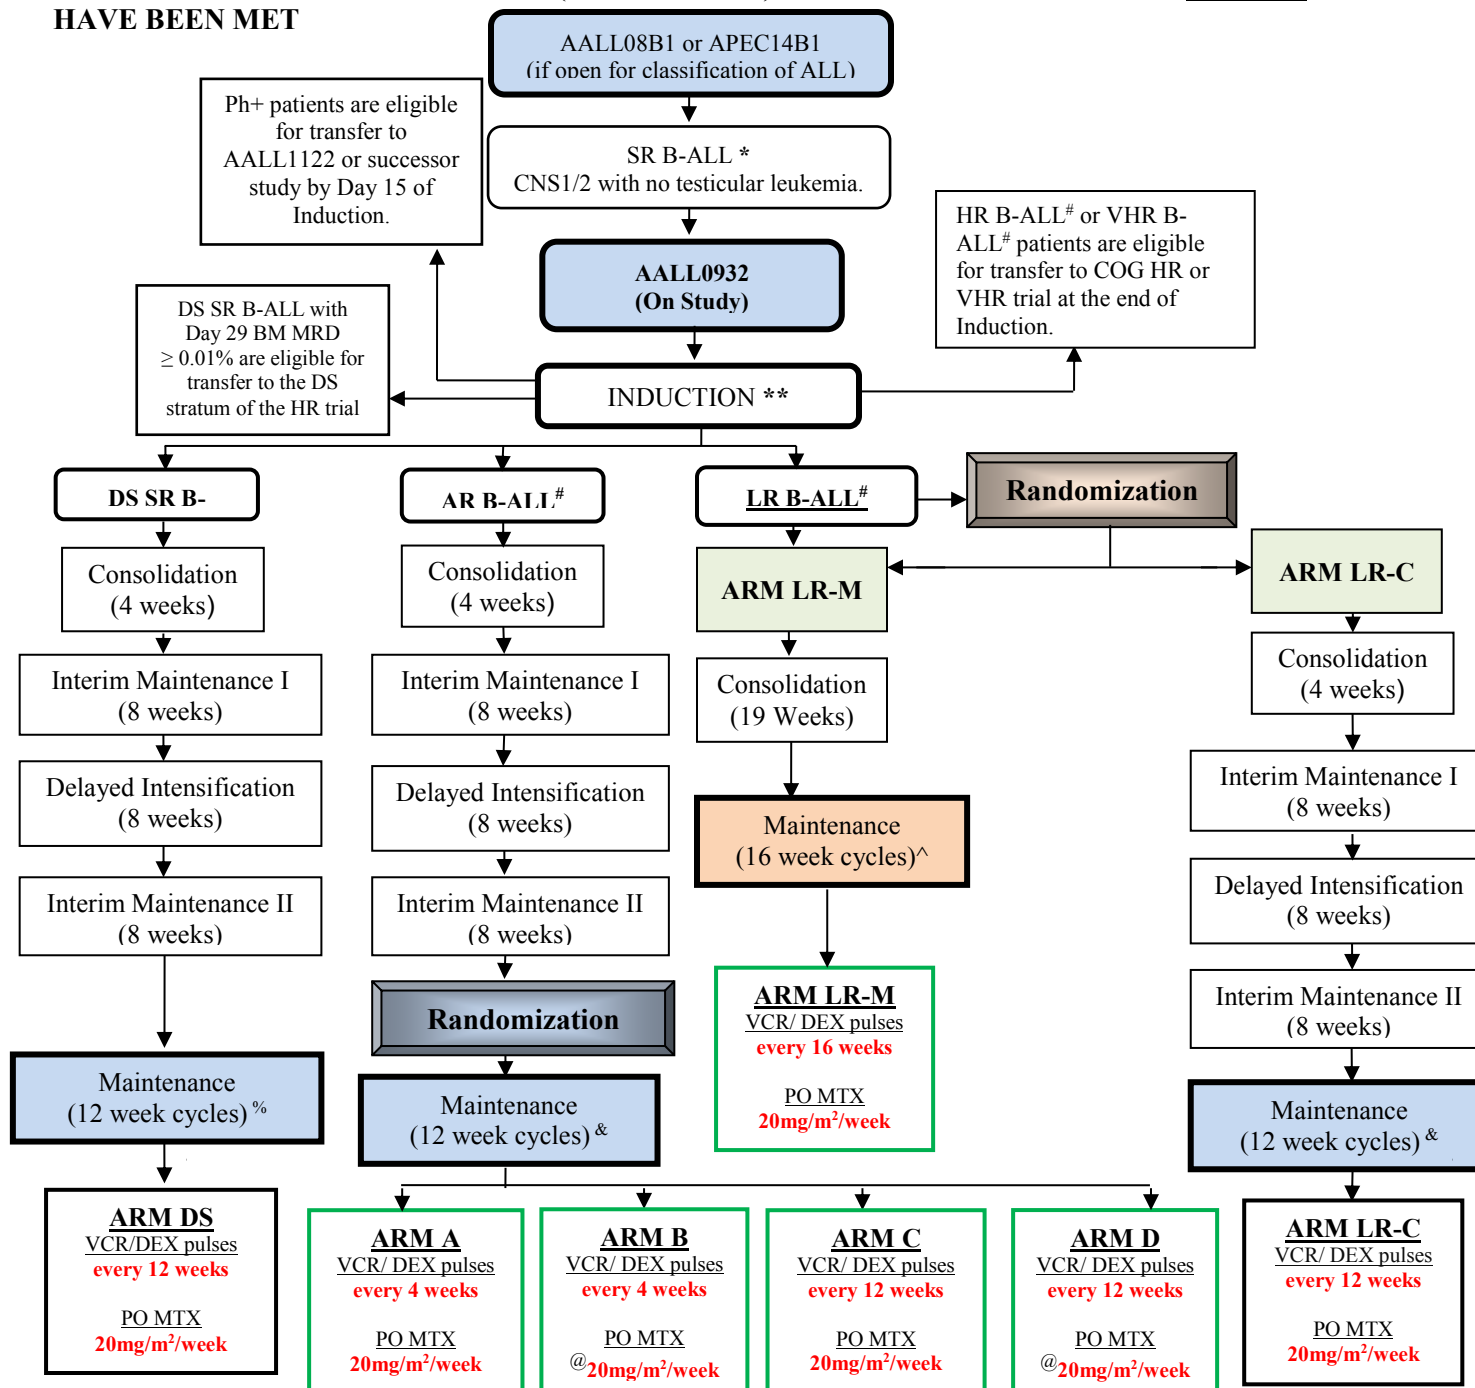 HAVE BEEN MET
AALL08B1 or APEC14B1
(if open for classification of ALL)
Ph+ patients are eligible
for transfer to
AALL1122 or successor
study by Day 15 of
Induction.
SR B-ALL *
CNS1/2 with no testicular leukemia.
HR B-ALL# or VHR B-
ALL# patients are eligible
for transfer to COG HR or
VHR trial at the end of
Induction.
AALL0932
(On Study)
DS SR B-ALL with
Day 29 BM MRD
≥ 0.01% are eligible for
transfer to the DS
stratum of the HR trial
INDUCTION **
DS SR B-
AR B-ALL#
LR B-ALL#
Randomization
Consolidation
(4 weeks)
Interim Maintenance I
(8 weeks)
Delayed Intensification
(8 weeks)
Interim Maintenance II
(8 weeks)
Maintenance
(12 week cycles) %
ARM DS
VCR/DEX pulses
every 12 weeks
PO MTX
20mg/m²/week
Consolidation
(4 weeks)
Interim Maintenance I
(8 weeks)
Delayed Intensification
(8 weeks)
Interim Maintenance II
(8 weeks)
Randomization
Maintenance
(12 week cycles) &
ARM A
VCR/ DEX pulses
every 4 weeks
PO MTX
20mg/m²/week
ARM B
VCR/ DEX pulses
every 4 weeks
PO MTX
@20mg/m²/week
ARM C
VCR/ DEX pulses
every 12 weeks
PO MTX
20mg/m²/week
ARM D
VCR/ DEX pulses
every 12 weeks
PO MTX
@20mg/m²/week
ARM LR-M
Consolidation
(19 Weeks)
Maintenance
(16 week cycles)^
ARM LR-M
VCR/ DEX pulses
every 16 weeks
PO MTX
20mg/m²/week
ARM LR-C
Consolidation
(4 weeks)
Interim Maintenance I
(8 weeks)
Delayed Intensification
(8 weeks)
Interim Maintenance II
(8 weeks)
Maintenance
(12 week cycles) &
ARM LR-C
VCR/ DEX pulses
every 12 weeks
PO MTX
20mg/m²/week